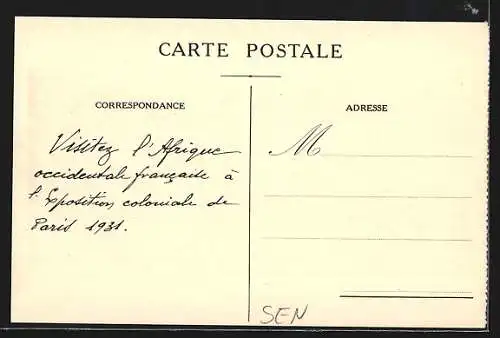 CARTE POSTALE
CORRESPONDANCE
ADRESSE
Visitez l'Afrique
occidentale française à
l'Exposition coloniale de
Paris 1931.
M
SEN